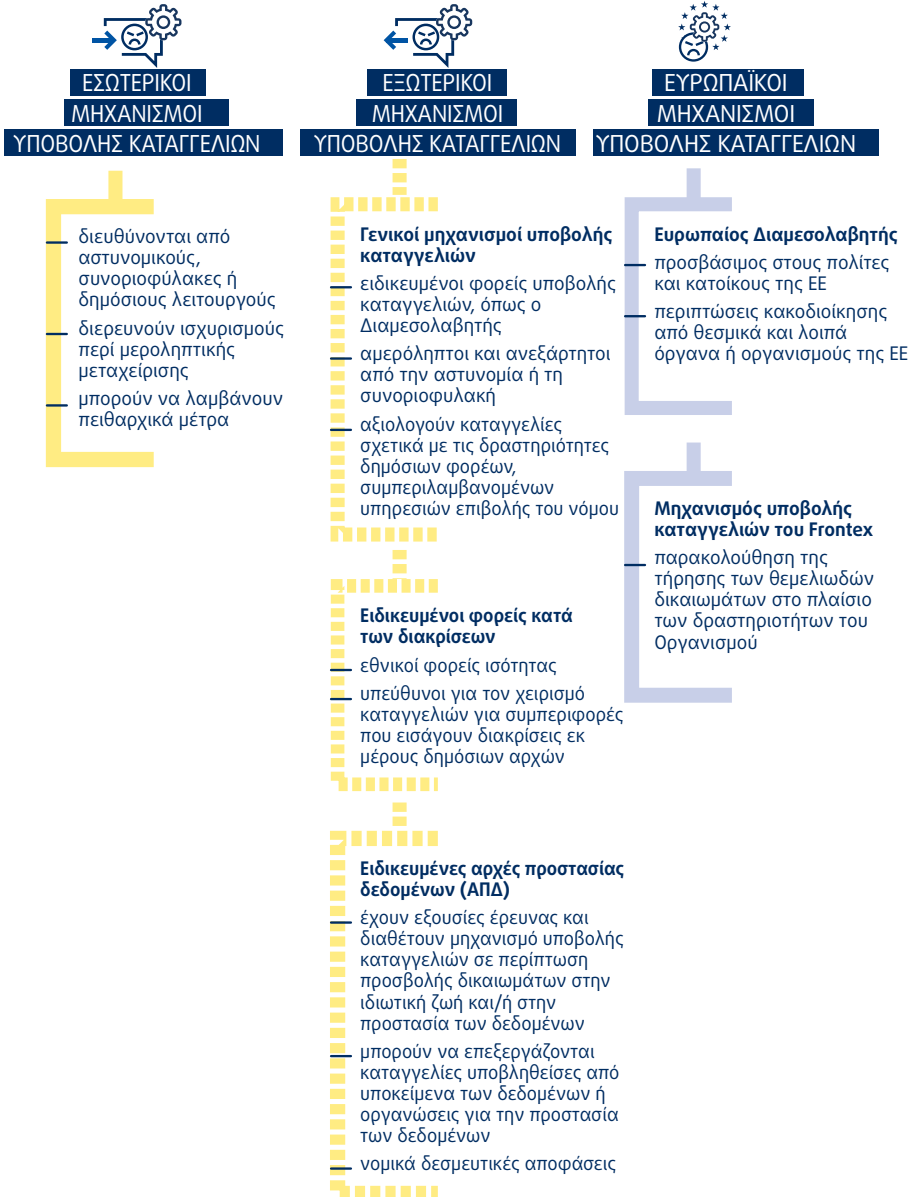 ΕΣΩΤΕΡΙΚΟΙ
ΜΗΧΑΝΙΣΜΟΙ
ΥΠΟΒΟΛΗΣ ΚΑΤΑΓΓΕΛΙΩΝ
διευθύνονται από
αστυνομικούς,
συνοριοφύλακες ή
δημόσιους λειτουργούς
διερευνούν ισχυρισμούς
περί μεροληπτικής
μεταχείρισης
μπορούν να λαμβάνουν
πειθαρχικά μέτρα
ΕΞΩΤΕΡΙΚΟΙ
ΜΗΧΑΝΙΣΜΟΙ
ΥΠΟΒΟΛΗΣ ΚΑΤΑΓΓΕΛΙΩΝ
Γενικοί μηχανισμοί υποβολής
καταγγελιών
ειδικευμένοι φορείς υποβολής
καταγγελιών, όπως ο
Διαμεσολαβητής
αμερόληπτοι και ανεξάρτητοι
από την αστυνομία ή τη
συνοριοφυλακή
αξιολογούν καταγγελίες
σχετικά με τις δραστηριότητες
δημόσιων φορέων,
συμπεριλαμβανομένων
υπηρεσιών επιβολής του νόμου
Ειδικευμένοι φορείς κατά
των διακρίσεων
εθνικοί φορείς ισότητας
υπεύθυνοι για τον χειρισμό
καταγγελιών για συμπεριφορές
που εισάγουν διακρίσεις εκ
μέρους δημόσιων αρχών
Ειδικευμένες αρχές προστασίας
δεδομένων (ΑΠΔ)
έχουν εξουσίες έρευνας και
διαθέτουν μηχανισμό υποβολής
καταγγελιών σε περίπτωση
προσβολής δικαιωμάτων στην
ιδιωτική ζωή και/ή στην
προστασία των δεδομένων
μπορούν να επεξεργάζονται
καταγγελίες υποβληθείσες από
υποκείμενα των δεδομένων ή
οργανώσεις για την προστασία
των δεδομένων
νομικά δεσμευτικές αποφάσεις
ΕΥΡΩΠΑΪΚΟΙ
ΜΗΧΑΝΙΣΜΟΙ
ΥΠΟΒΟΛΗΣ ΚΑΤΑΓΓΕΛΙΩΝ
Ευρωπαίος Διαμεσολαβητής
προσβάσιμος στους πολίτες
και κατοίκους της ΕΕ
περιπτώσεις κακοδιοίκησης
από θεσμικά και λοιπά
όργανα ή οργανισμούς της ΕΕ
Μηχανισμός υποβολής
καταγγελιών του Frontex
παρακολούθηση της
τήρησης των θεμελιωδών
δικαιωμάτων στο πλαίσιο
των δραστηριοτήτων του
Οργανισμού